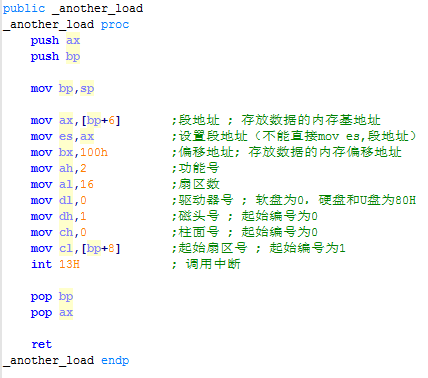 public _another_load
_another_load proc
push ax
push bp
mov bp,sp
mov ax,[bp+6] ;段地址 ; 存放数据的内存基地址
mov es,ax ;设置段地址（不能直接mov es,段地址）
mov bx,100h ;偏移地址; 存放数据的内存偏移地址
mov ah,2 ;功能号
mov al,16 ;扇区数
mov dl,0 ;驱动器号 ; 软盘为0，硬盘和U盘为80H
mov dh,1 ;磁头号 ; 起始编号为0
mov ch,0 ;柱面号 ; 起始编号为0
mov cl,[bp+8] ;起始扇区号 ; 起始编号为1
int 13H ; 调用中断
pop bp
pop ax
ret
_another_load endp